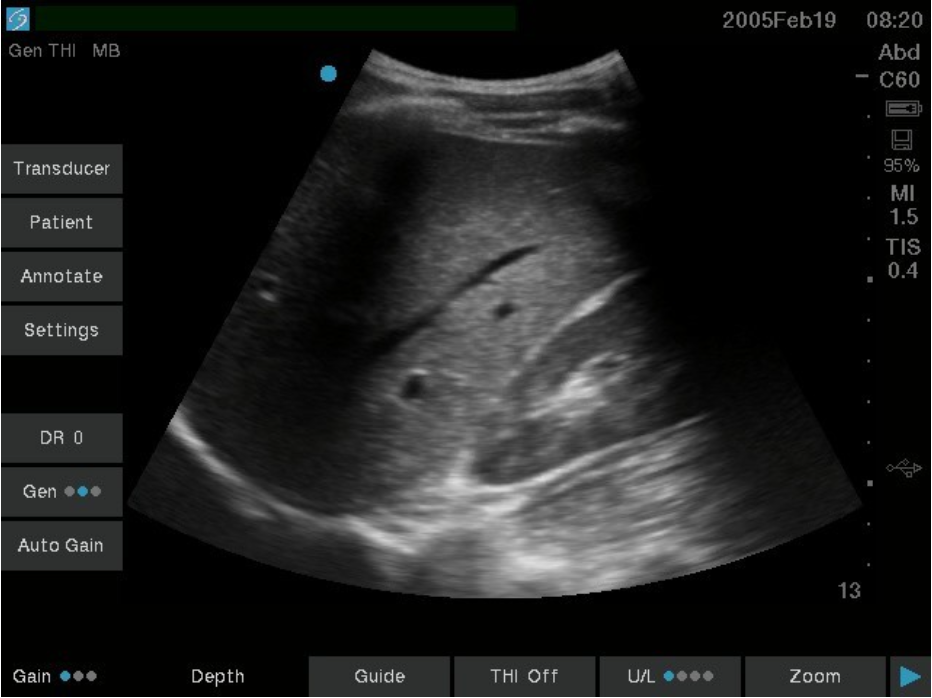 2005Feb19 08:20
Gen THI MB
Abd
C60
95%
MI
1.5
TIS
0.4
Transducer
Patient
Annotate
Settings
DR 0
Gen
Auto Gain
13
Gain Depth Guide THI Off U/L Zoom